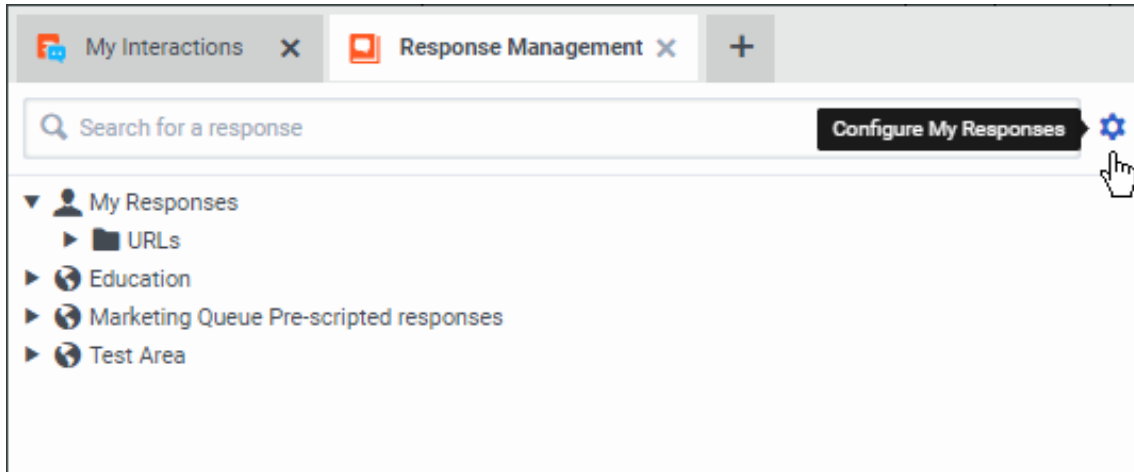 My Interactions
Response Management
Search for a response
Configure My Responses
My Responses
URLs
Education
Marketing Queue Pre-scripted responses
Test Area